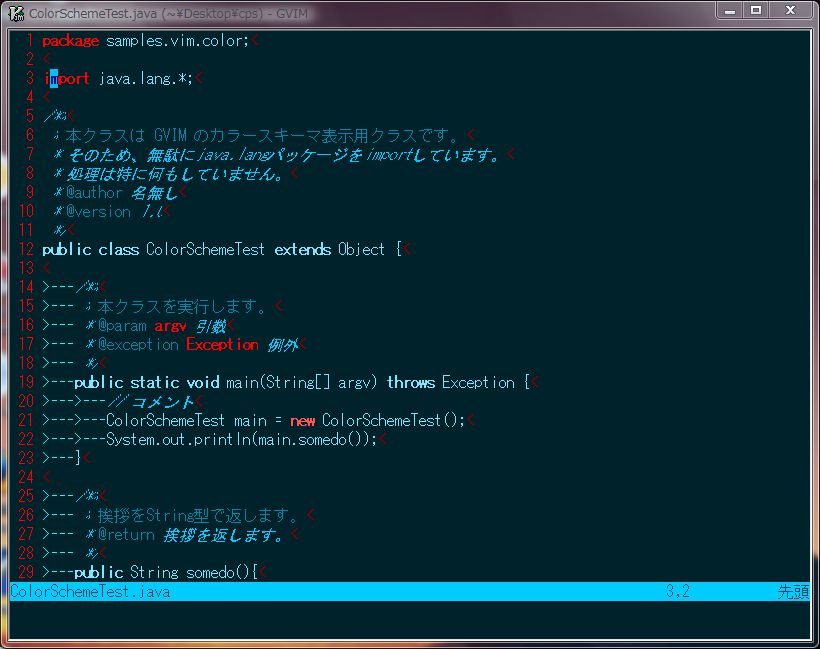 ColorSchemeTest.java (~¥Desktop¥cps) - GVIM
1 package samples.vim.color;<
2 <
3 import java.lang.*;<
4 <
5 /**<
6  * 本クラスは GVIM のカラースキーマ表示用クラスです。<
7  * そのため、無駄にjava.langパッケージをimportしています。<
8  * 処理は特に何もしていません。<
9  * @author 名無し<
10  * @version 1.1<
11  */<
12 public class ColorSchemeTest extends Object {<
13 <
14 >---/**<
15 >--- * 本クラスを実行します。<
16 >--- * @param argv 引数<
17 >--- * @exception Exception 例外<
18 >--- */<
19 >---public static void main(String[] argv) throws Exception {<
20 >--->---// コメント<
21 >--->---ColorSchemeTest main = new ColorSchemeTest();<
22 >--->---System.out.println(main.somedo());<
23 >---}<
24 <
25 >---/**<
26 >--- * 挨拶をString型で返します。<
27 >--- * @return 挨拶を返します。<
28 >--- */<
29 >---public String somedo(){<
ColorSchemeTest.java 3,2 先頭